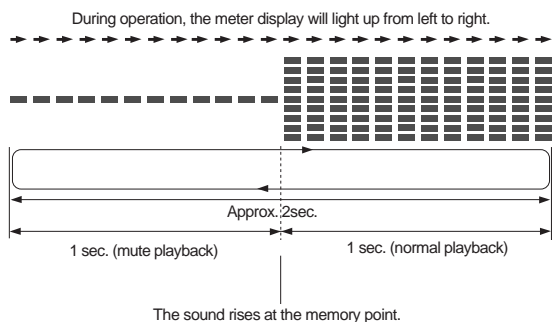 During operation, the meter display will light up from left to right.
Approx. 2sec.
1 sec. (mute playback)
1 sec. (normal playback)
The sound rises at the memory point.